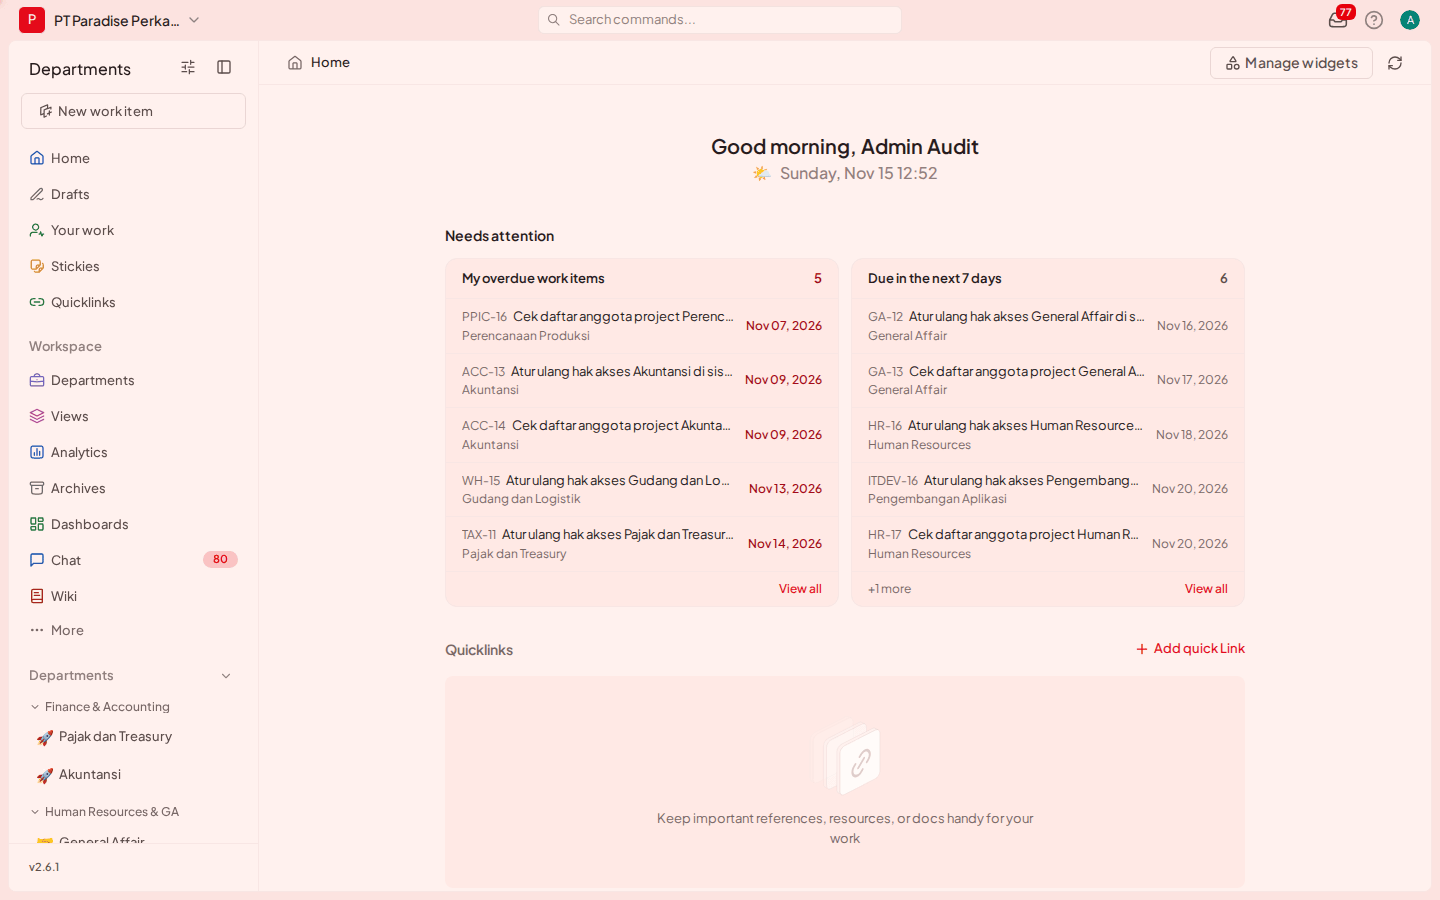 P PT Paradise Perka...
Search commands...
77
?
A
Departments
New work item
Home
Drafts
Your work
Stickies
Quicklinks
Workspace
Departments
Views
Analytics
Archives
Dashboards
Chat 80
Wiki
More
Departments
Finance & Accounting
🚀 Pajak dan Treasury
🚀 Akuntansi
Human Resources & GA
General Affair
v2.6.1
Home
Manage widgets
Good morning, Admin Audit
🌤️ Sunday, Nov 15 12:52
Needs attention
My overdue work items 5
PPIC-16 Cek daftar anggota project Perenc... Nov 07, 2026
Perencanaan Produksi
ACC-13 Atur ulang hak akses Akuntansi di sis... Nov 09, 2026
Akuntansi
ACC-14 Cek daftar anggota project Akunta... Nov 09, 2026
Akuntansi
WH-15 Atur ulang hak akses Gudang dan Lo... Nov 13, 2026
Gudang dan Logistik
TAX-11 Atur ulang hak akses Pajak dan Treasur... Nov 14, 2026
Pajak dan Treasury
View all
Due in the next 7 days 6
GA-12 Atur ulang hak akses General Affair di s... Nov 16, 2026
General Affair
GA-13 Cek daftar anggota project General A... Nov 17, 2026
General Affair
HR-16 Atur ulang hak akses Human Resource... Nov 18, 2026
Human Resources
ITDEV-16 Atur ulang hak akses Pengembang... Nov 20, 2026
Pengembangan Aplikasi
HR-17 Cek daftar anggota project Human R... Nov 20, 2026
Human Resources
+1 more View all
Quicklinks
+ Add quick Link
Keep important references, resources, or docs handy for your
work